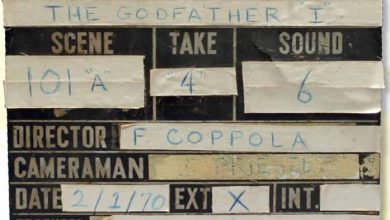 THE GODFATHER "I"
SCENE TAKE SOUND
101 "A" "4" 6
DIRECTOR F COPPOLA
CAMERAMAN
DATE 2/1/70 EXT X INT.